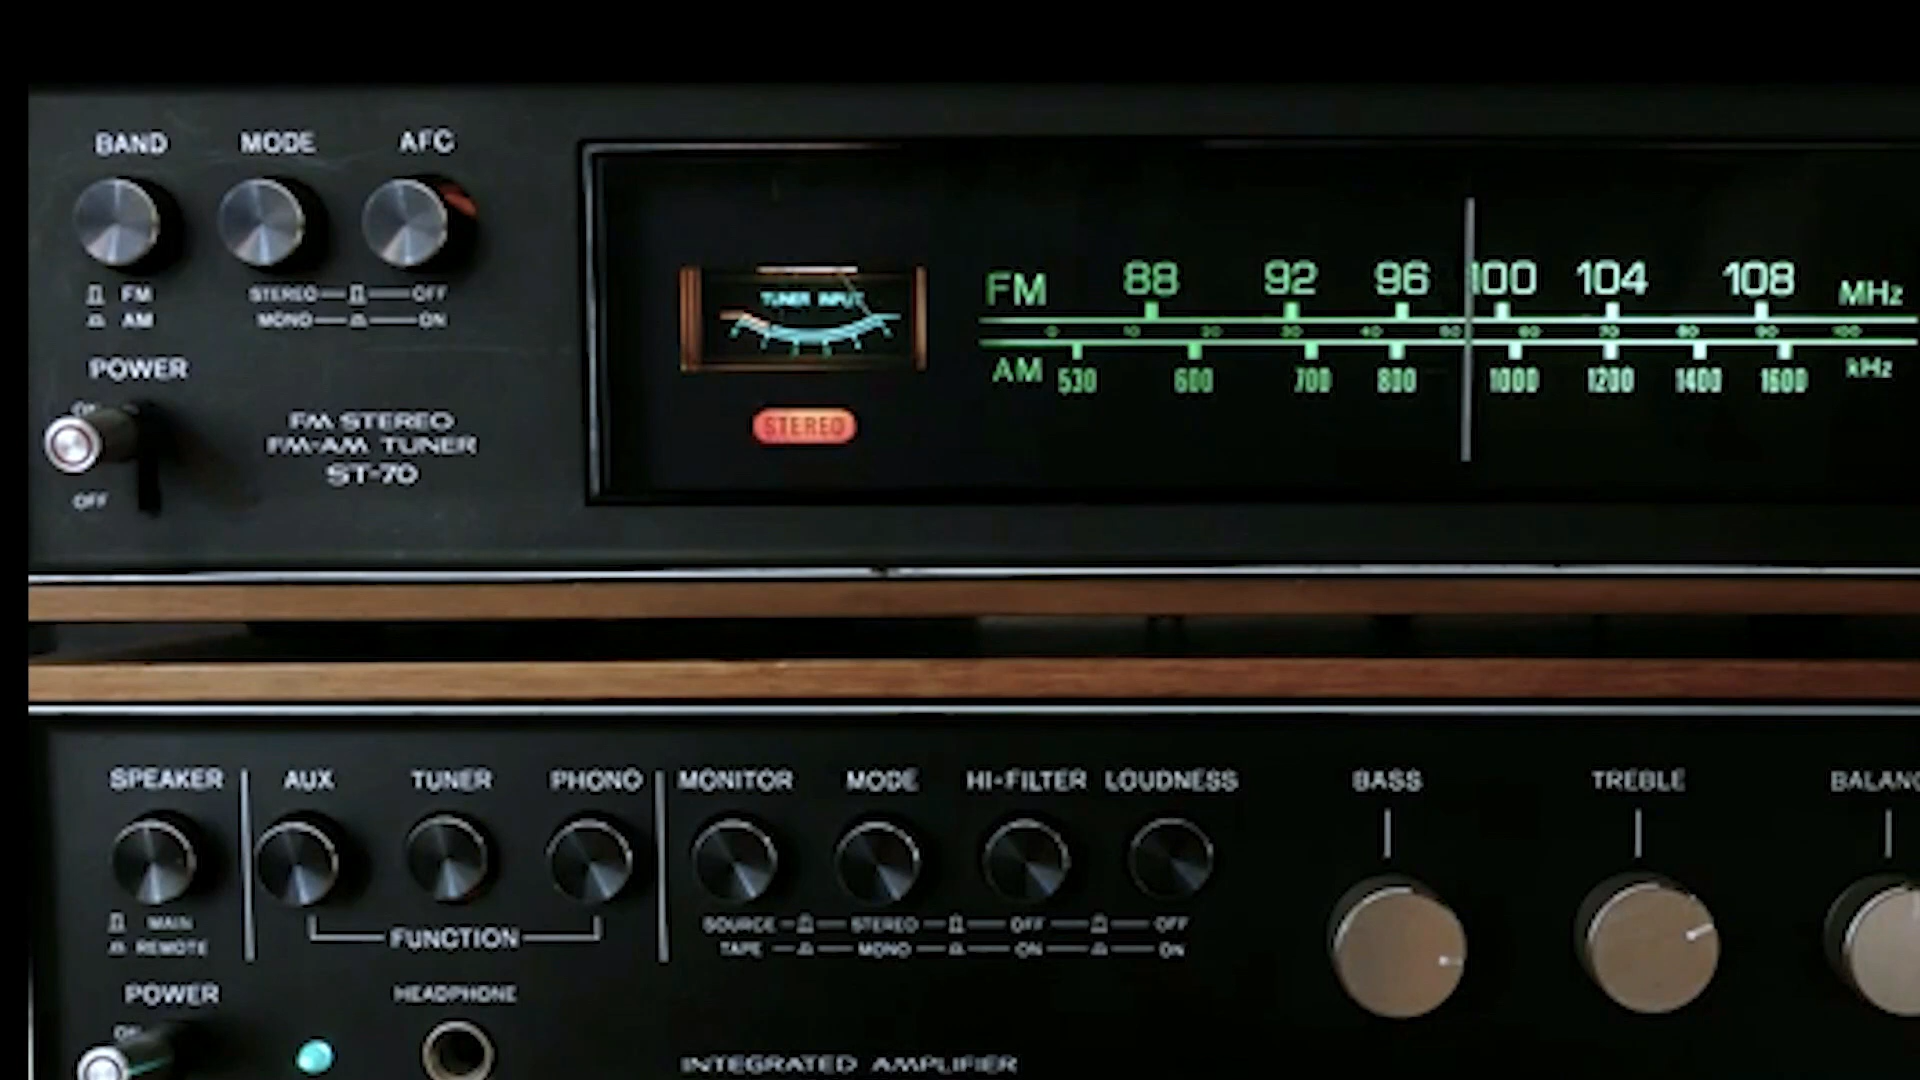 BAND MODE AFC
FM STEREO OFF
AM MONO ON
POWER
OFF
FM STEREO
FM-AM TUNER
ST-70
TUNER INPUT
STEREO
FM 88 92 96 100 104 108 MHz
0 10 20 30 40 50 60 70 80 90 100
AM 530 600 700 800 1000 1200 1400 1600 kHz
SPEAKER AUX TUNER PHONO MONITOR MODE HI-FILTER LOUDNESS BASS TREBLE
MAIN SOURCE STEREO OFF OFF
REMOTE FUNCTION TAPE MONO ON ON
POWER HEADPHONE
ON
INTEGRATED AMPLIFIER